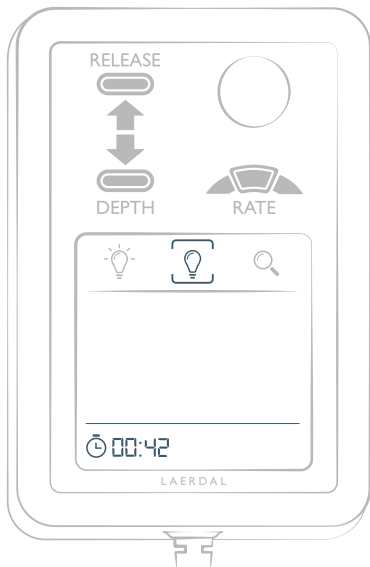 RELEASE
DEPTH
RATE
00:42
LAERDAL